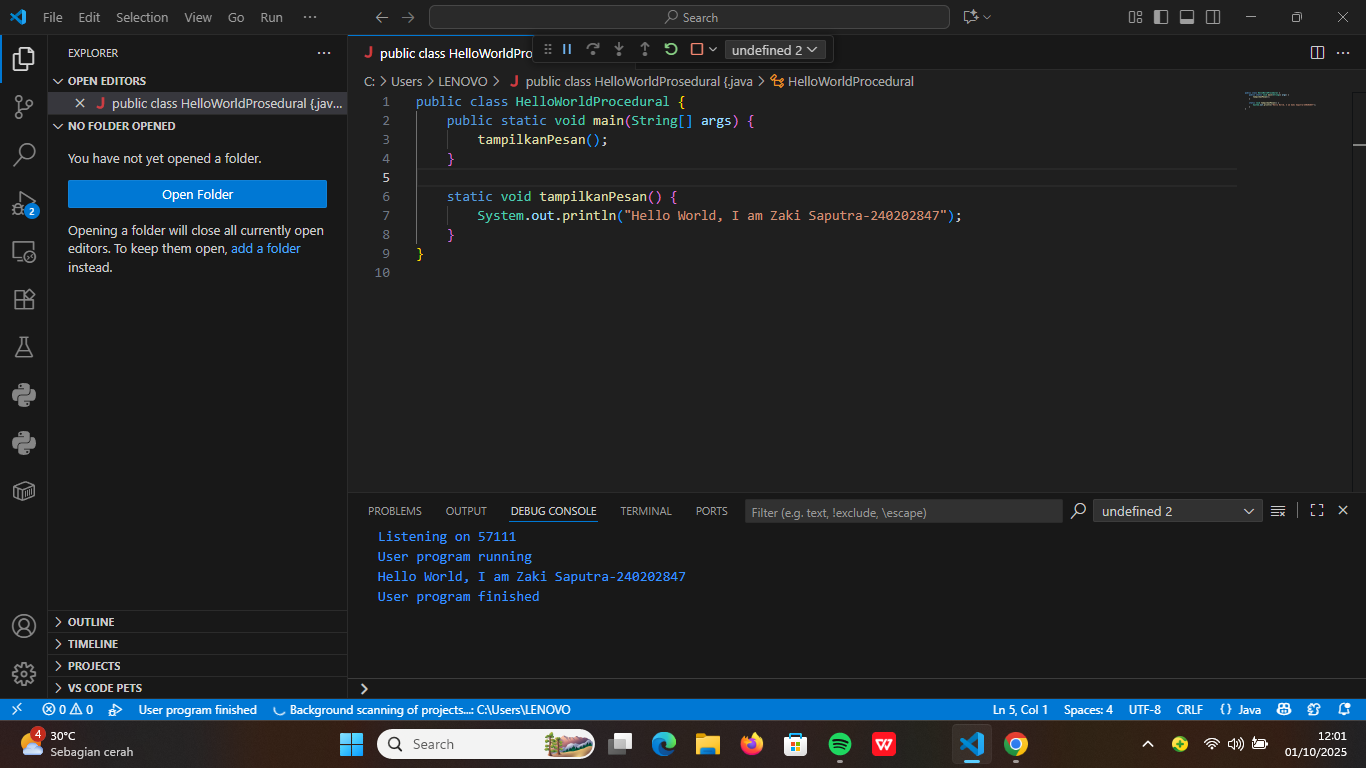 File Edit Selection View Go Run ··· Search
EXPLORER ···
OPEN EDITORS
public class HelloWorldProsedural {.jav...
NO FOLDER OPENED
You have not yet opened a folder.
Open Folder
Opening a folder will close all currently open
editors. To keep them open, add a folder
instead.
2
OUTLINE
TIMELINE
PROJECTS
VS CODE PETS
public class HelloWorldPro
undefined 2
C: > Users > LENOVO > public class HelloWorldProsedural {.java > HelloWorldProcedural
1 public class HelloWorldProcedural {
2 public static void main(String[] args) {
3 tampilkanPesan();
4 }
5
6 static void tampilkanPesan() {
7 System.out.println("Hello World, I am Zaki Saputra-240202847");
8 }
9 }
10
PROBLEMS OUTPUT DEBUG CONSOLE TERMINAL PORTS Filter (e.g. text, !exclude, \escape) undefined 2
Listening on 57111
User program running
Hello World, I am Zaki Saputra-240202847
User program finished
0 0 User program finished Background scanning of projects...: C:\Users\LENOVO Ln 5, Col 1 Spaces: 4 UTF-8 CRLF {} Java
4
30°C
Sebagian cerah
Search
12:01
01/10/2025